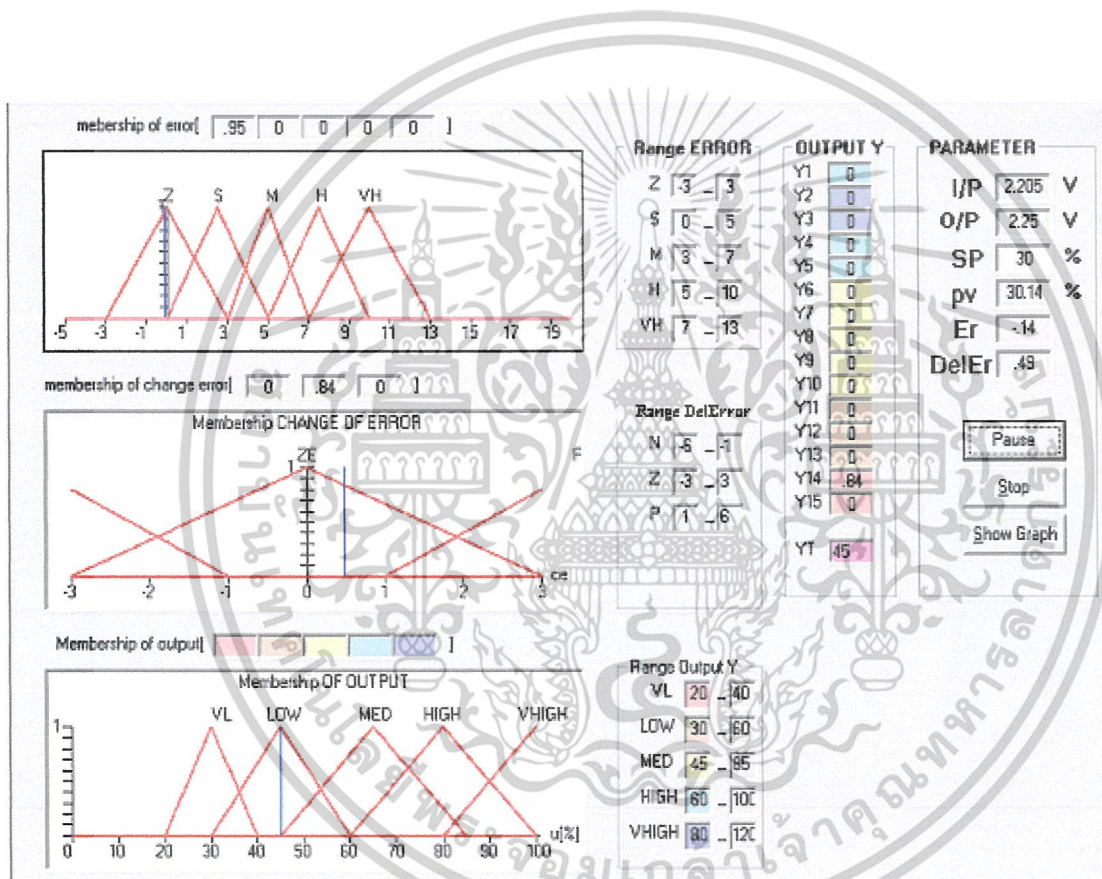 mebership of error[ .95 0 0 0 0 ]
Z S M H VH
1
-5 -3 1 3 5 7 9 11 13 15 17 19
membership of change error[ 0 .84 0 ]
Membership CHANGE OF ERROR
ZE
1
-3 -2 -1 0 1 2 3
ce
Membership of output[ ]
Membership OF OUTPUT
VL LOW MED HIGH VHIGH
1
0 10 20 30 40 50 60 70 80 90 100
u[%]
Range ERROR
Z -3 _ 3
S 0 _ 5
M 3 _ 7
H 5 _ 10
VH 7 _ 13
Range DelError
N -6 _ -1
Z -3 _ 3
P 1 _ 6
OUTPUT Y
Y1 0
Y2 0
Y3 0
Y4 0
Y5 0
Y6 0
Y7 0
Y8 0
Y9 0
Y10 0
Y11 0
Y12 0
Y13 0
Y14 .84
Y15 0
YT 45
PARAMETER
I/P 2.205 V
O/P 2.25 V
SP 30 %
pv 30.14 %
Er -.14
DelEr .49
Pause
Stop
Show Graph
Range Output Y
VL 20 _ 40
LOW 30 _ 60
MED 45 _ 85
HIGH 60 _ 100
VHIGH 80 _ 120